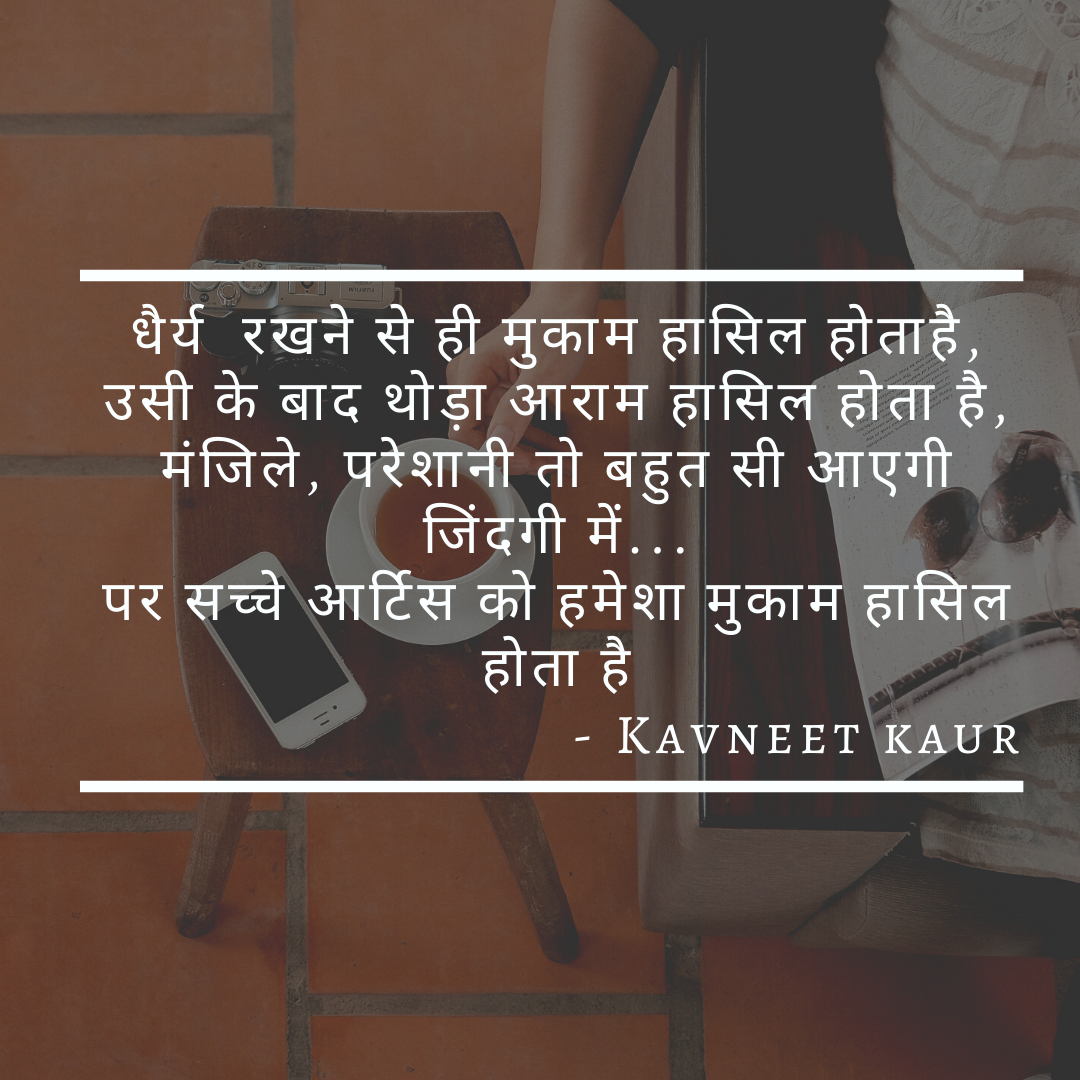 धैर्य  रखने से ही मुकाम हासिल होताहै,
उसी के बाद थोड़ा आराम हासिल होता है,
मंजिले, परेशानी तो बहुत सी आएगी
जिंदगी में...
पर सच्चे आर्टिस को हमेशा मुकाम हासिल
होता है
- Kavneet kaur